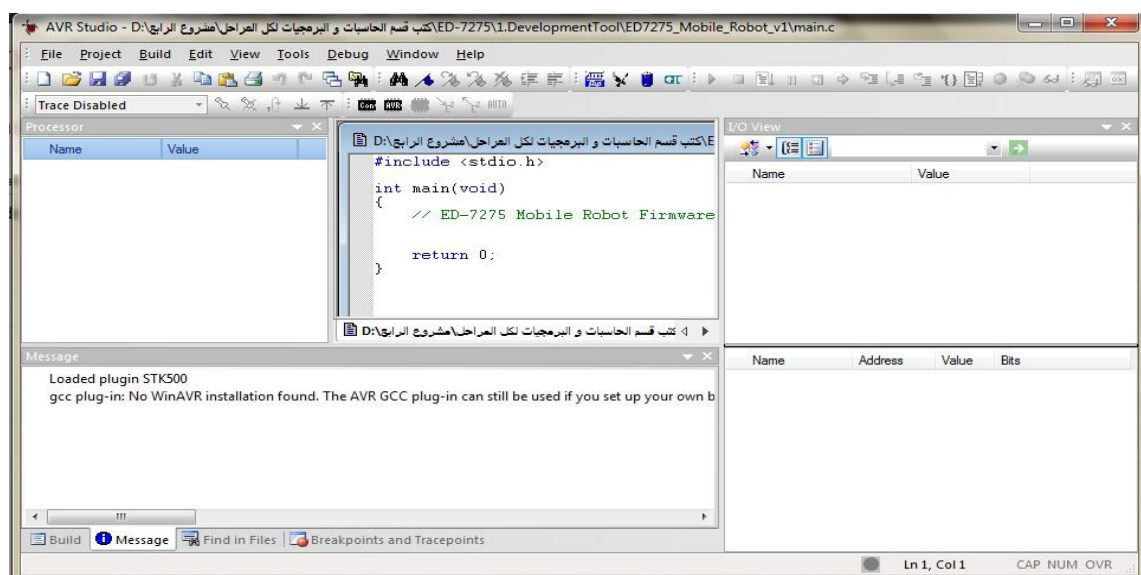 AVR Studio - D:\كتب قسم الحاسبات و البرمجيات لكل المراحل\مشروع الرابع\ED-7275\1.DevelopmentTool\ED7275_Mobile_Robot_v1\main.c
File Project Build Edit View Tools Debug Window Help
Trace Disabled
AUTO
Processor
Name Value
D:\كتب قسم الحاسبات و البرمجيات لكل المراحل\مشروع الرابع\E
#include <stdio.h>
int main(void)
{
// ED-7275 Mobile Robot Firmware
return 0;
}
D:\كتب قسم الحاسبات و البرمجيات لكل المراحل\مشروع الرابع
I/O View
Name Value
Message
Loaded plugin STK500
gcc plug-in: No WinAVR installation found. The AVR GCC plug-in can still be used if you set up your own b
Name Address Value Bits
Build Message Find in Files Breakpoints and Tracepoints
Ln 1, Col 1 CAP NUM OVR